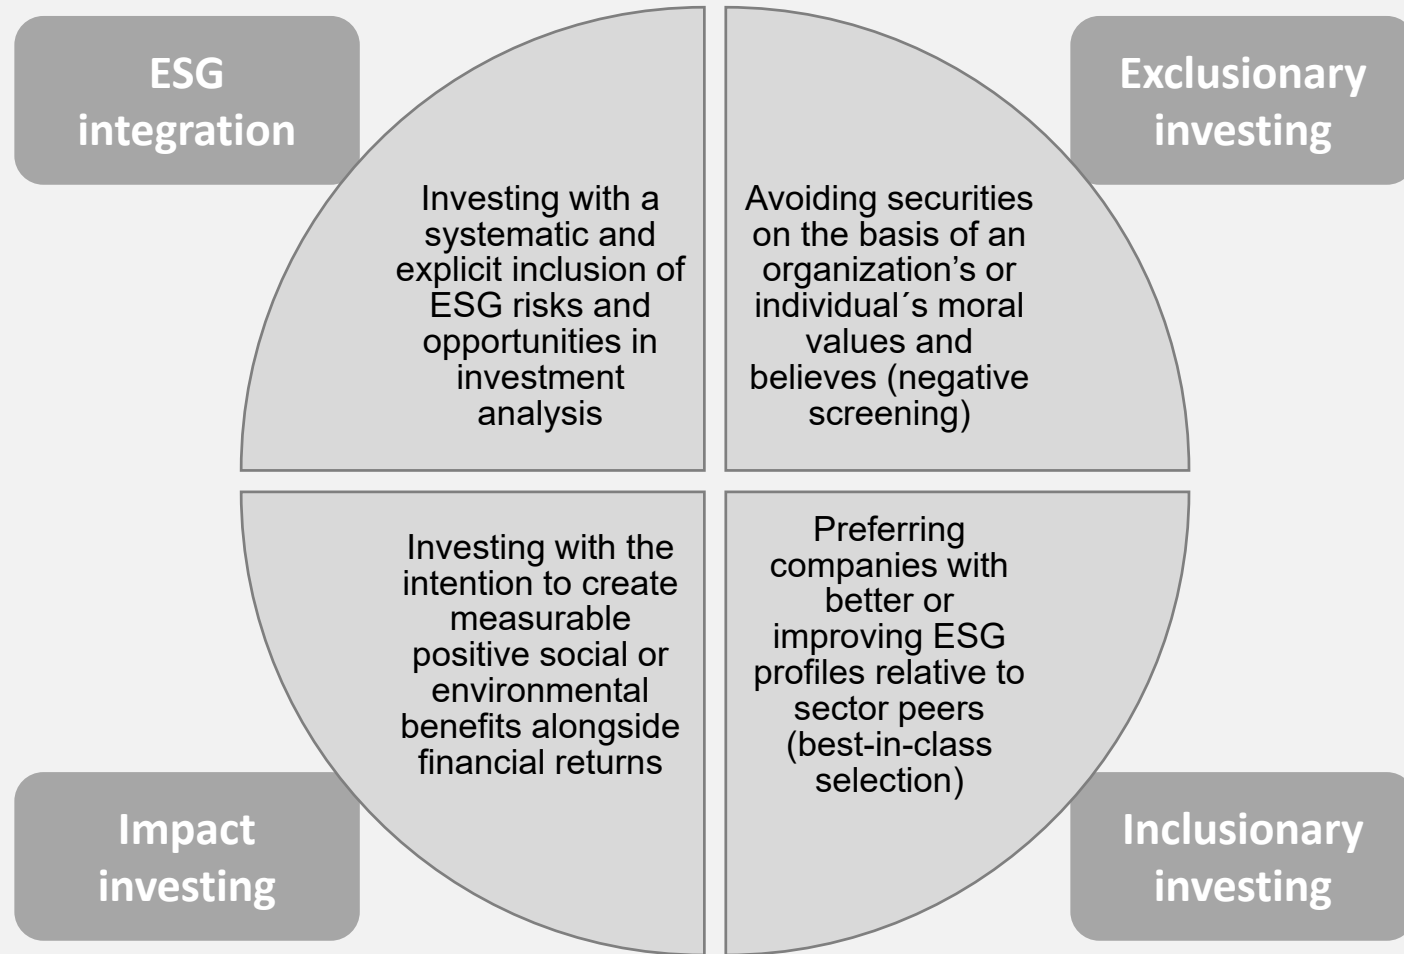 ESG
integration
Investing with a
systematic and
explicit inclusion of
ESG risks and
opportunities in
investment
analysis
Exclusionary
investing
Avoiding securities
on the basis of an
organization’s or
individual´s moral
values and
believes (negative
screening)
Impact
investing
Investing with the
intention to create
measurable
positive social or
environmental
benefits alongside
financial returns
Inclusionary
investing
Preferring
companies with
better or
improving ESG
profiles relative to
sector peers
(best-in-class
selection)